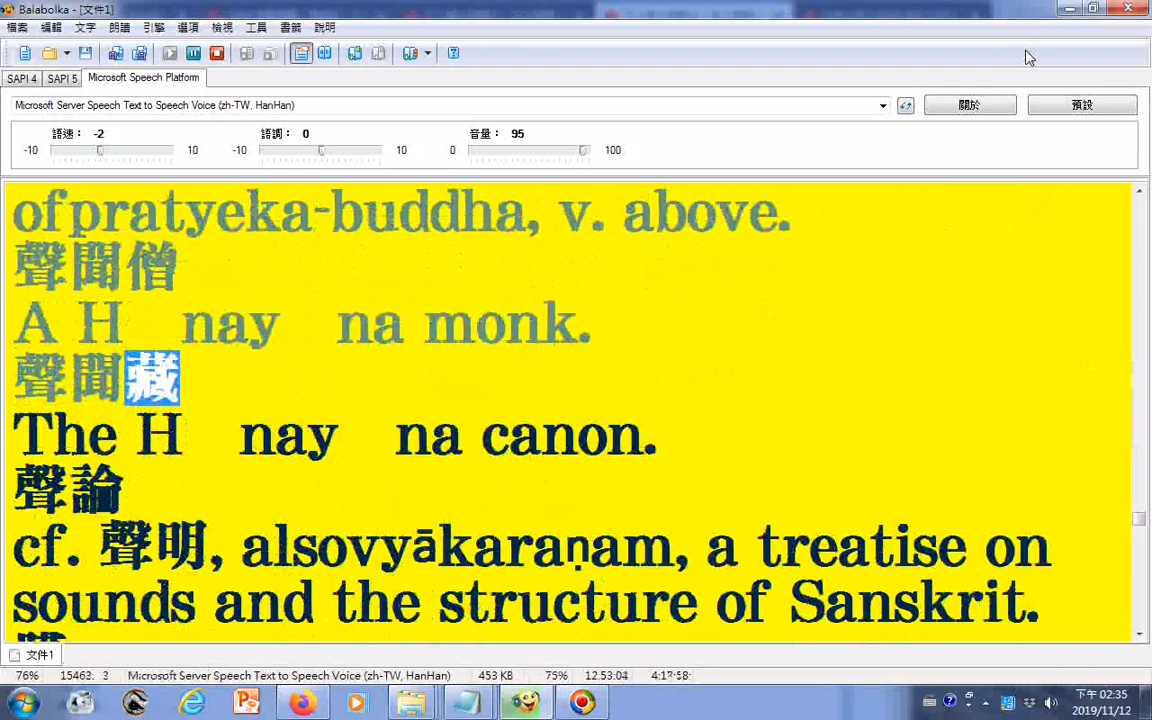 Balabolka - [文件1]
檔案 編輯 文字 朗讀 引擎 選項 檢視 工具 書籤 說明
SAPI 4 SAPI 5 Microsoft Speech Platform
Microsoft Server Speech Text to Speech Voice (zh-TW, HanHan) 關於 預設
語速： -2 語調： 0 音量： 95
-10 10 -10 10 0 100
ofpratyeka-buddha, v. above.
聲聞僧
A H nay na monk.
聲聞藏
The H nay na canon.
聲論
cf. 聲明, alsovyākaraṇam, a treatise on
sounds and the structure of Sanskrit.
文件1
76% 15462: 3 Microsoft Server Speech Text to Speech Voice (zh-TW, HanHan) 453 KB 75% 12:53:04
下午 02:35
2019/11/12